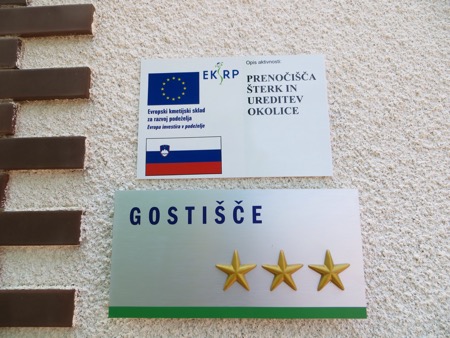 EKSRP
Evropski kmetijski sklad
za razvoj podeželja
Evropa investira v podeželje
Opis aktivnosti:
PRENOČIŠČA
ŠTERK IN
UREDITEV
OKOLICE
GOSTIŠČE